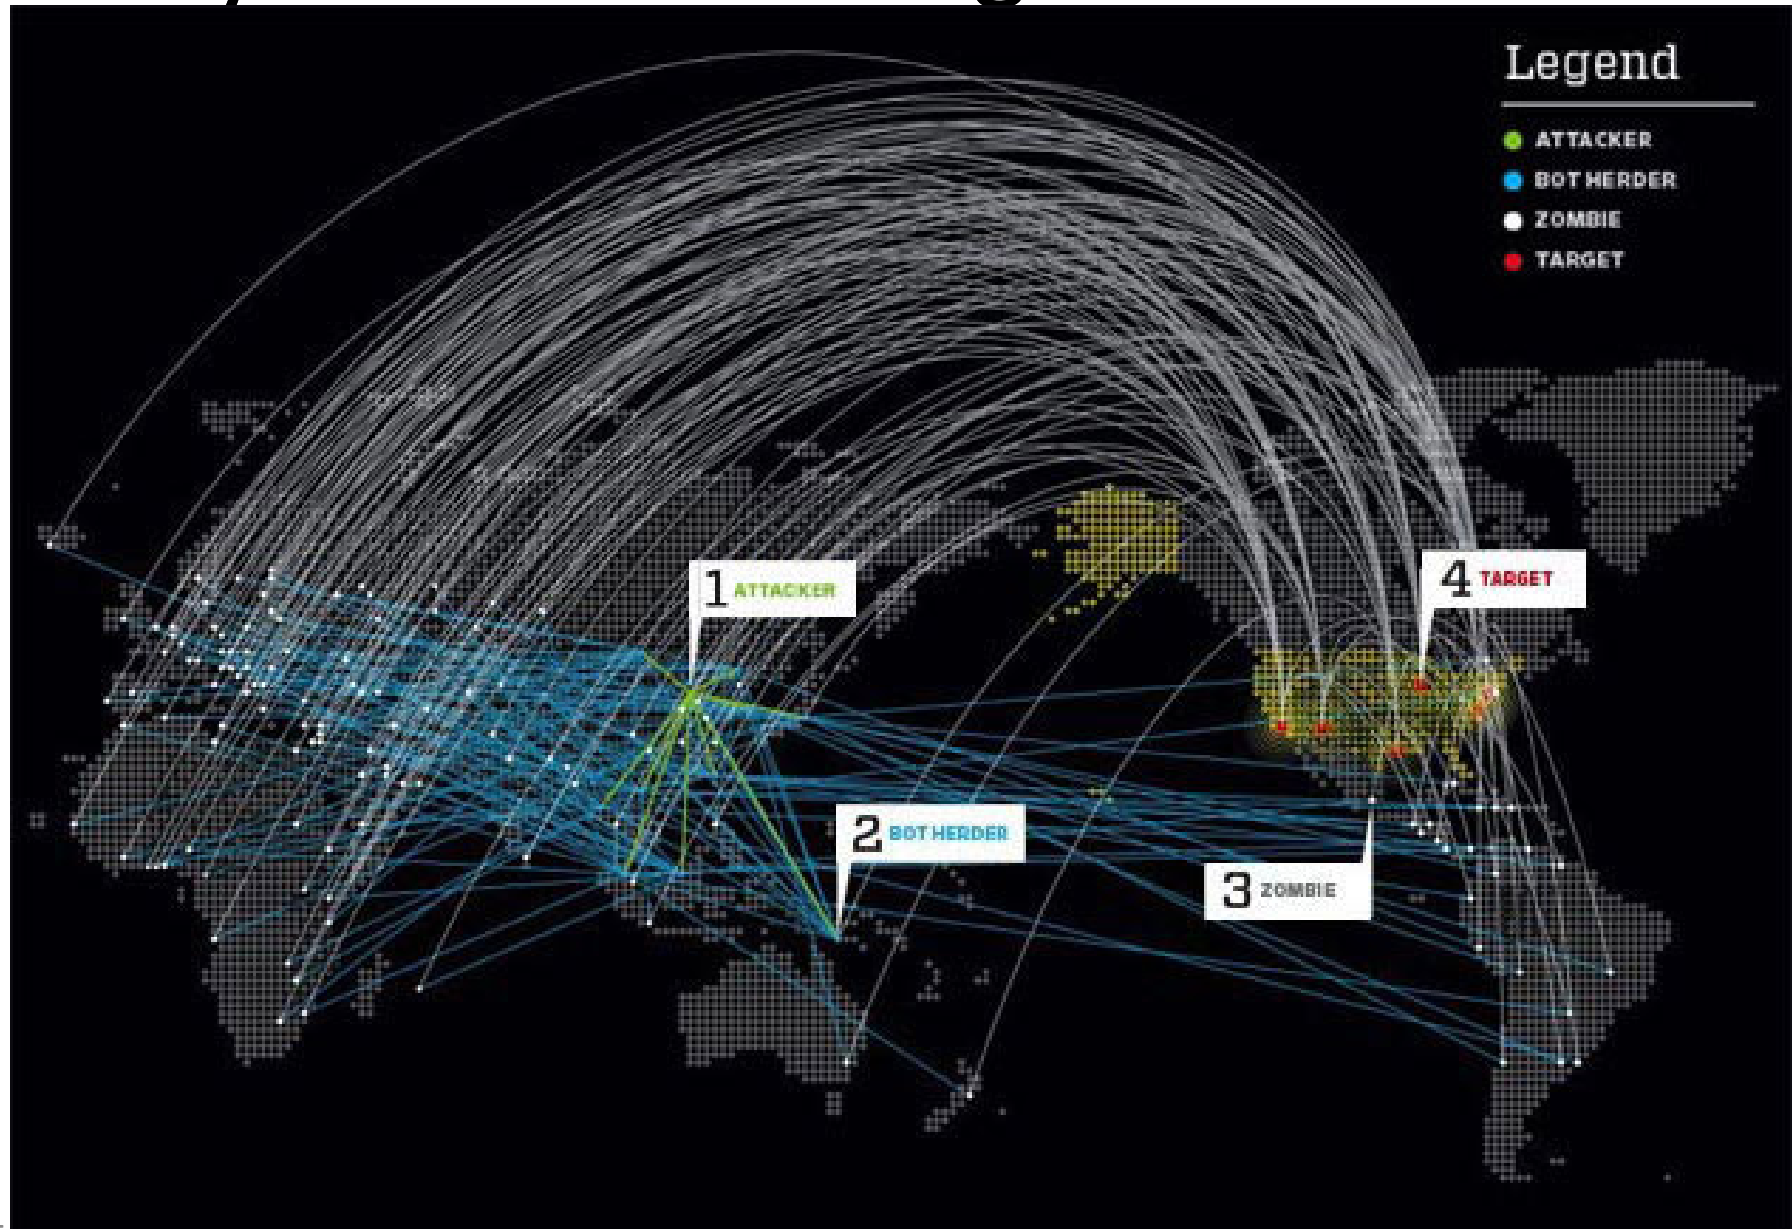 Legend
ATTACKER
BOT HERDER
ZOMBIE
TARGET
1 ATTACKER
4 TARGET
2 BOT HERDER
3 ZOMBIE